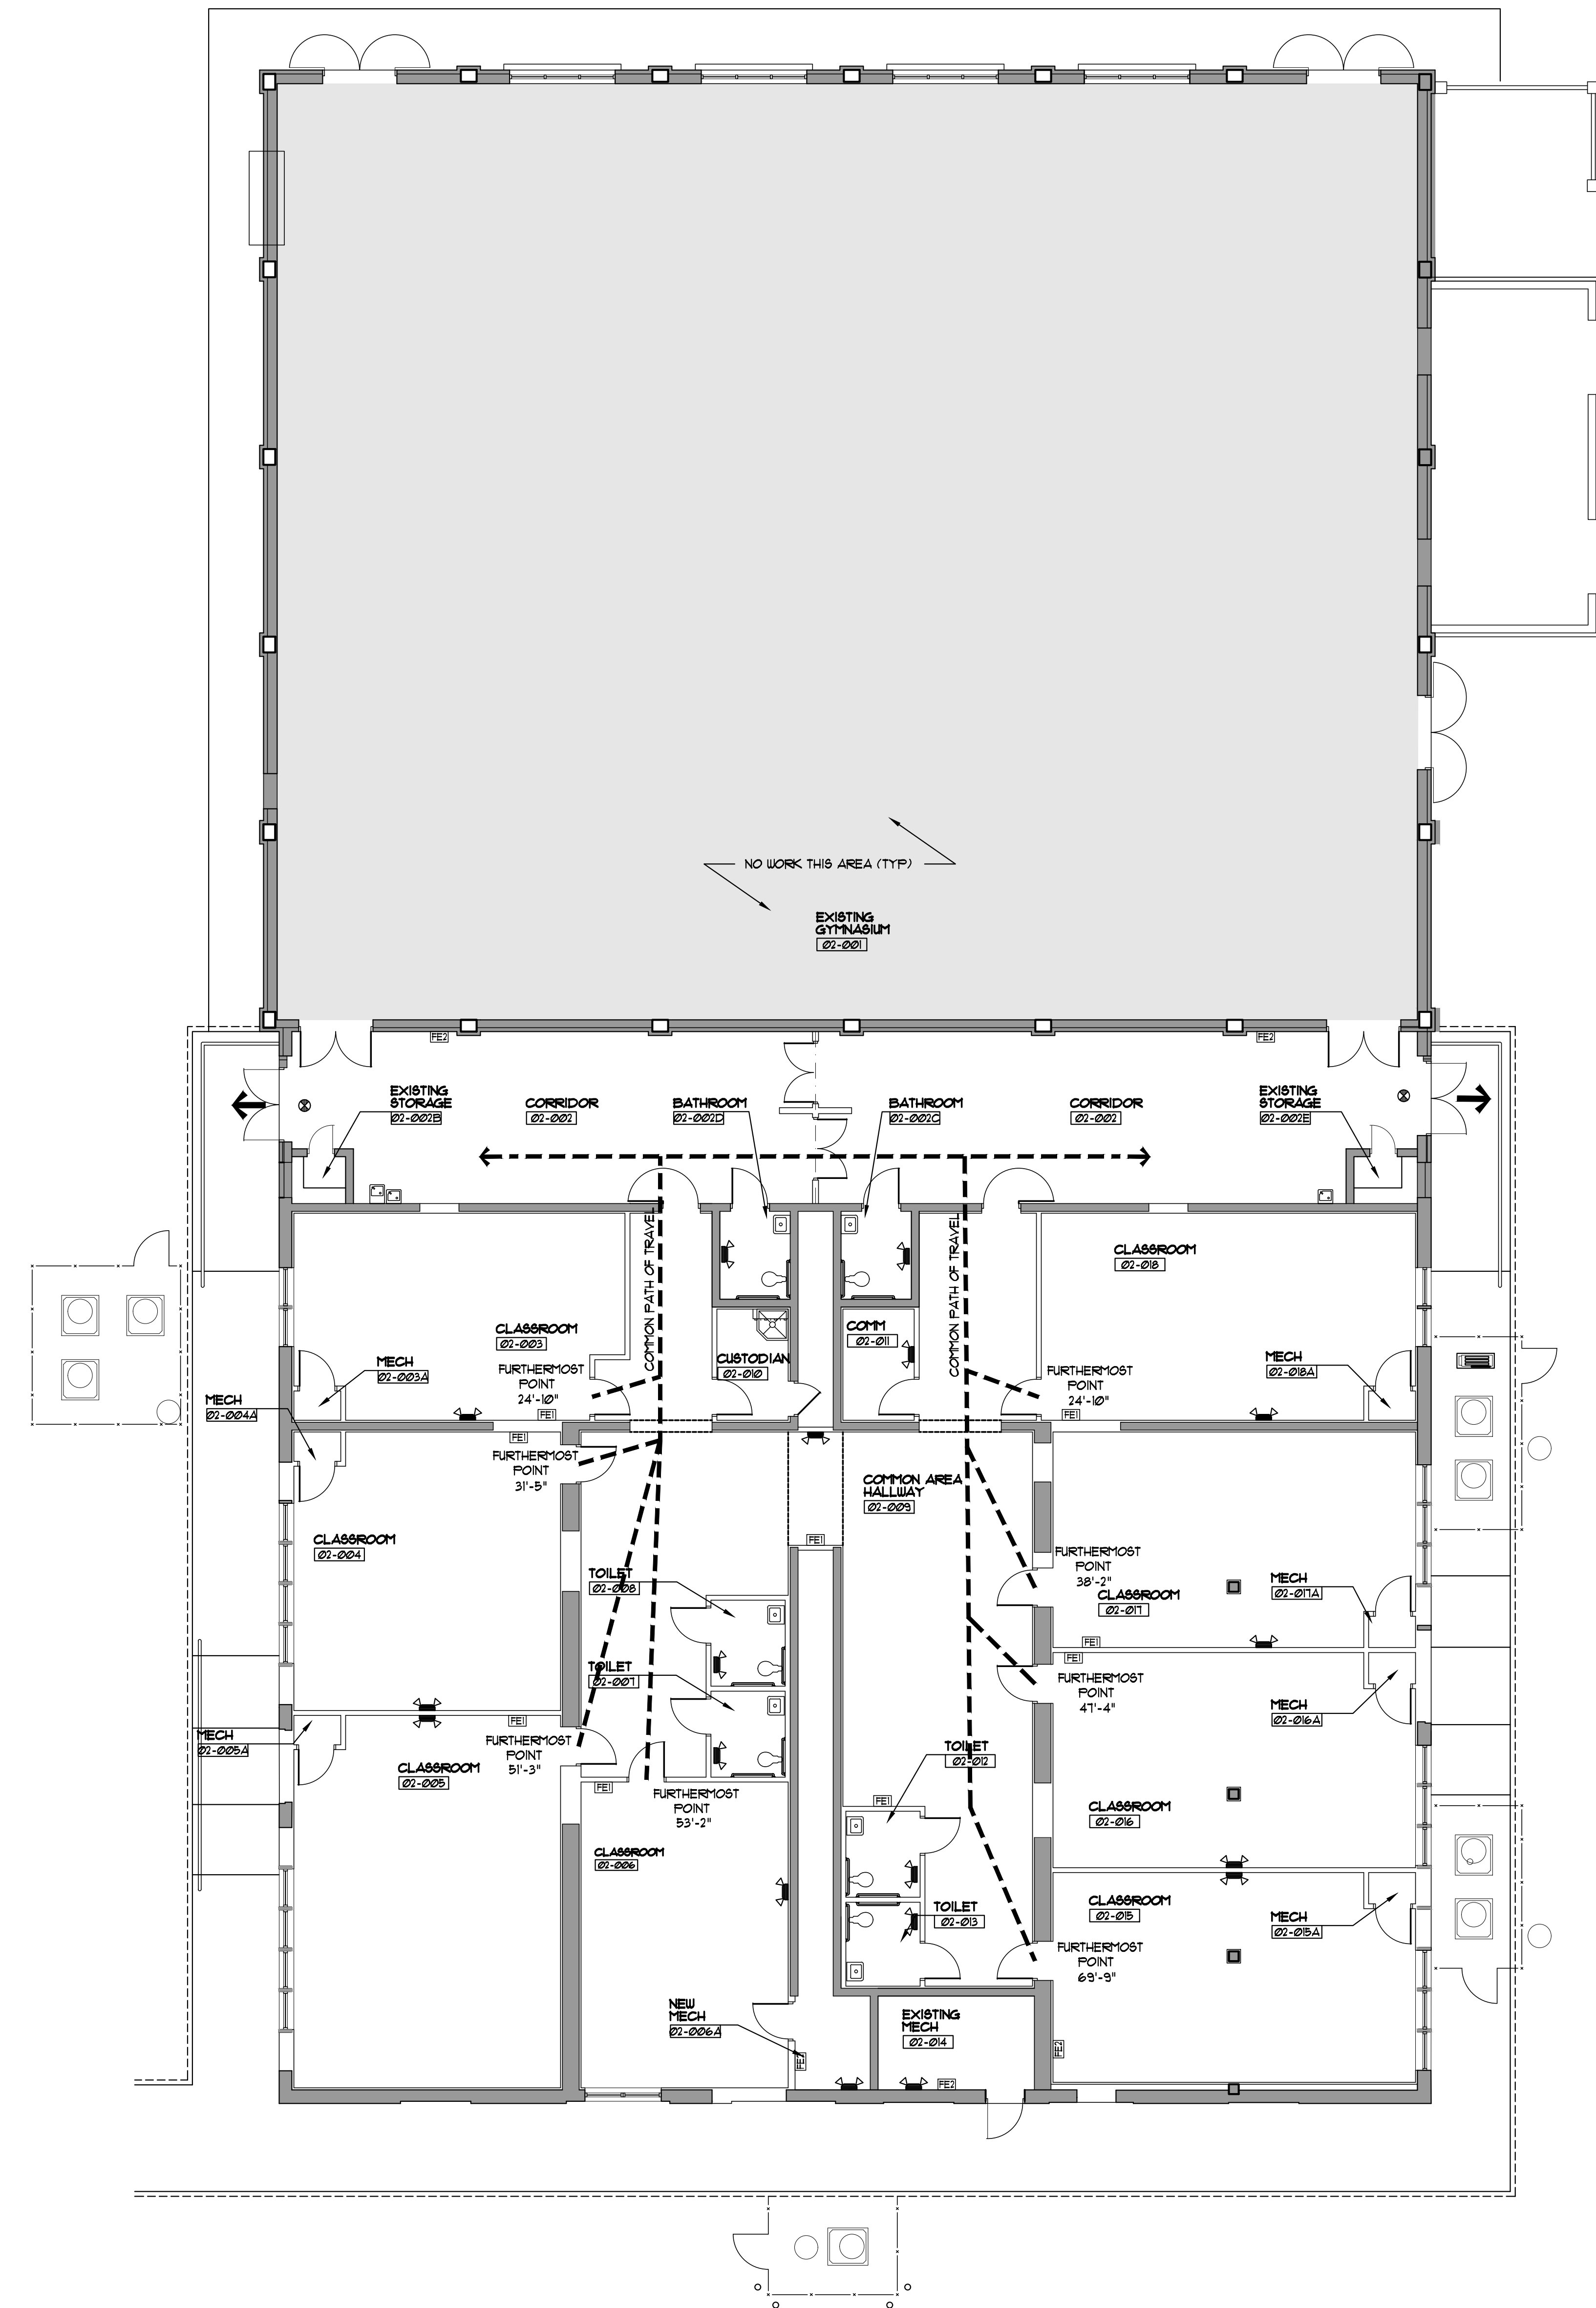 NO WORK THIS AREA (TYP)
EXISTING
GYMNASIUM
02-001
FE2
FE2
EXISTING
STORAGE
02-002B
CORRIDOR
02-002
BATHROOM
02-002D
BATHROOM
02-002C
CORRIDOR
02-002
EXISTING
STORAGE
02-002E
COMMON PATH OF TRAVEL
COMMON PATH OF TRAVEL
CLASSROOM
02-018
CLASSROOM
02-003
COMM
02-011
CUSTODIAN
02-010
MECH
02-003A
FURTHERMOST
POINT
24'-10"
FURTHERMOST
POINT
24'-10"
MECH
02-018A
MECH
02-004A
FE1
FE1
FE1
FURTHERMOST
POINT
31'-5"
COMMON AREA
HALLWAY
02-009
CLASSROOM
02-004
FE1
FURTHERMOST
POINT
38'-2"
TOILET
02-008
CLASSROOM
02-017
MECH
02-017A
FE1
FE1
TOILET
02-007
FURTHERMOST
POINT
47'-4"
MECH
02-016A
FE1
MECH
02-005A
FURTHERMOST
POINT
51'-3"
TOILET
02-012
CLASSROOM
02-005
FE1
FURTHERMOST
POINT
53'-2"
FE1
CLASSROOM
02-016
CLASSROOM
02-006
CLASSROOM
02-015
TOILET
02-013
MECH
02-015A
FURTHERMOST
POINT
69'-9"
NEW
MECH
02-006A
EXISTING
MECH
02-014
FE2
FE2
FE2